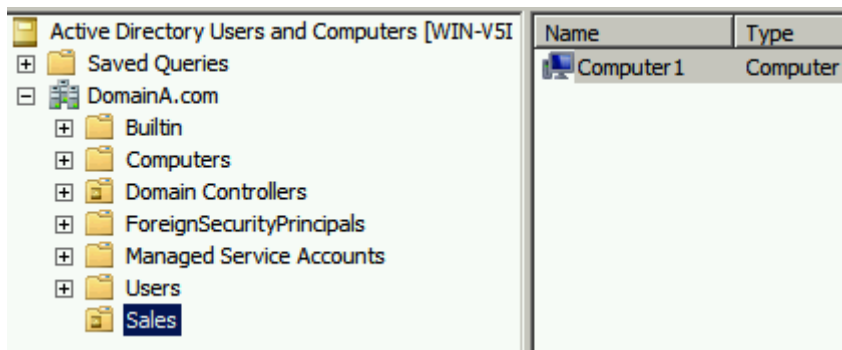 Active Directory Users and Computers [WIN-V5I
Saved Queries
DomainA.com
Builtin
Computers
Domain Controllers
ForeignSecurityPrincipals
Managed Service Accounts
Users
Sales
Name Type
Computer1 Computer